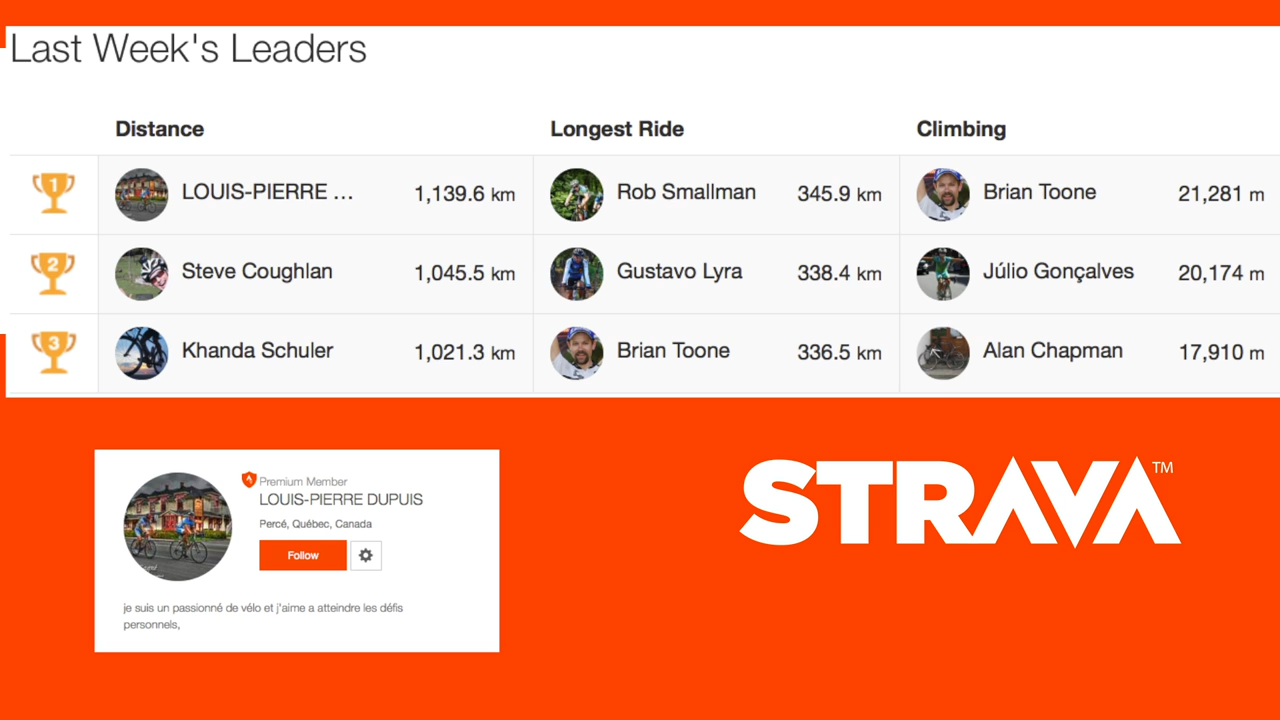 Last Week's Leaders
Distance Longest Ride Climbing
1 LOUIS-PIERRE ... 1,139.6 km Rob Smallman 345.9 km Brian Toone 21,281 m
2 Steve Coughlan 1,045.5 km Gustavo Lyra 338.4 km Júlio Gonçalves 20,174 m
3 Khanda Schuler 1,021.3 km Brian Toone 336.5 km Alan Chapman 17,910 m
Premium Member
LOUIS-PIERRE DUPUIS
Percé, Québec, Canada
Follow
je suis un passionné de vélo et j'aime a atteindre les défis
personnels,
STRAVA™